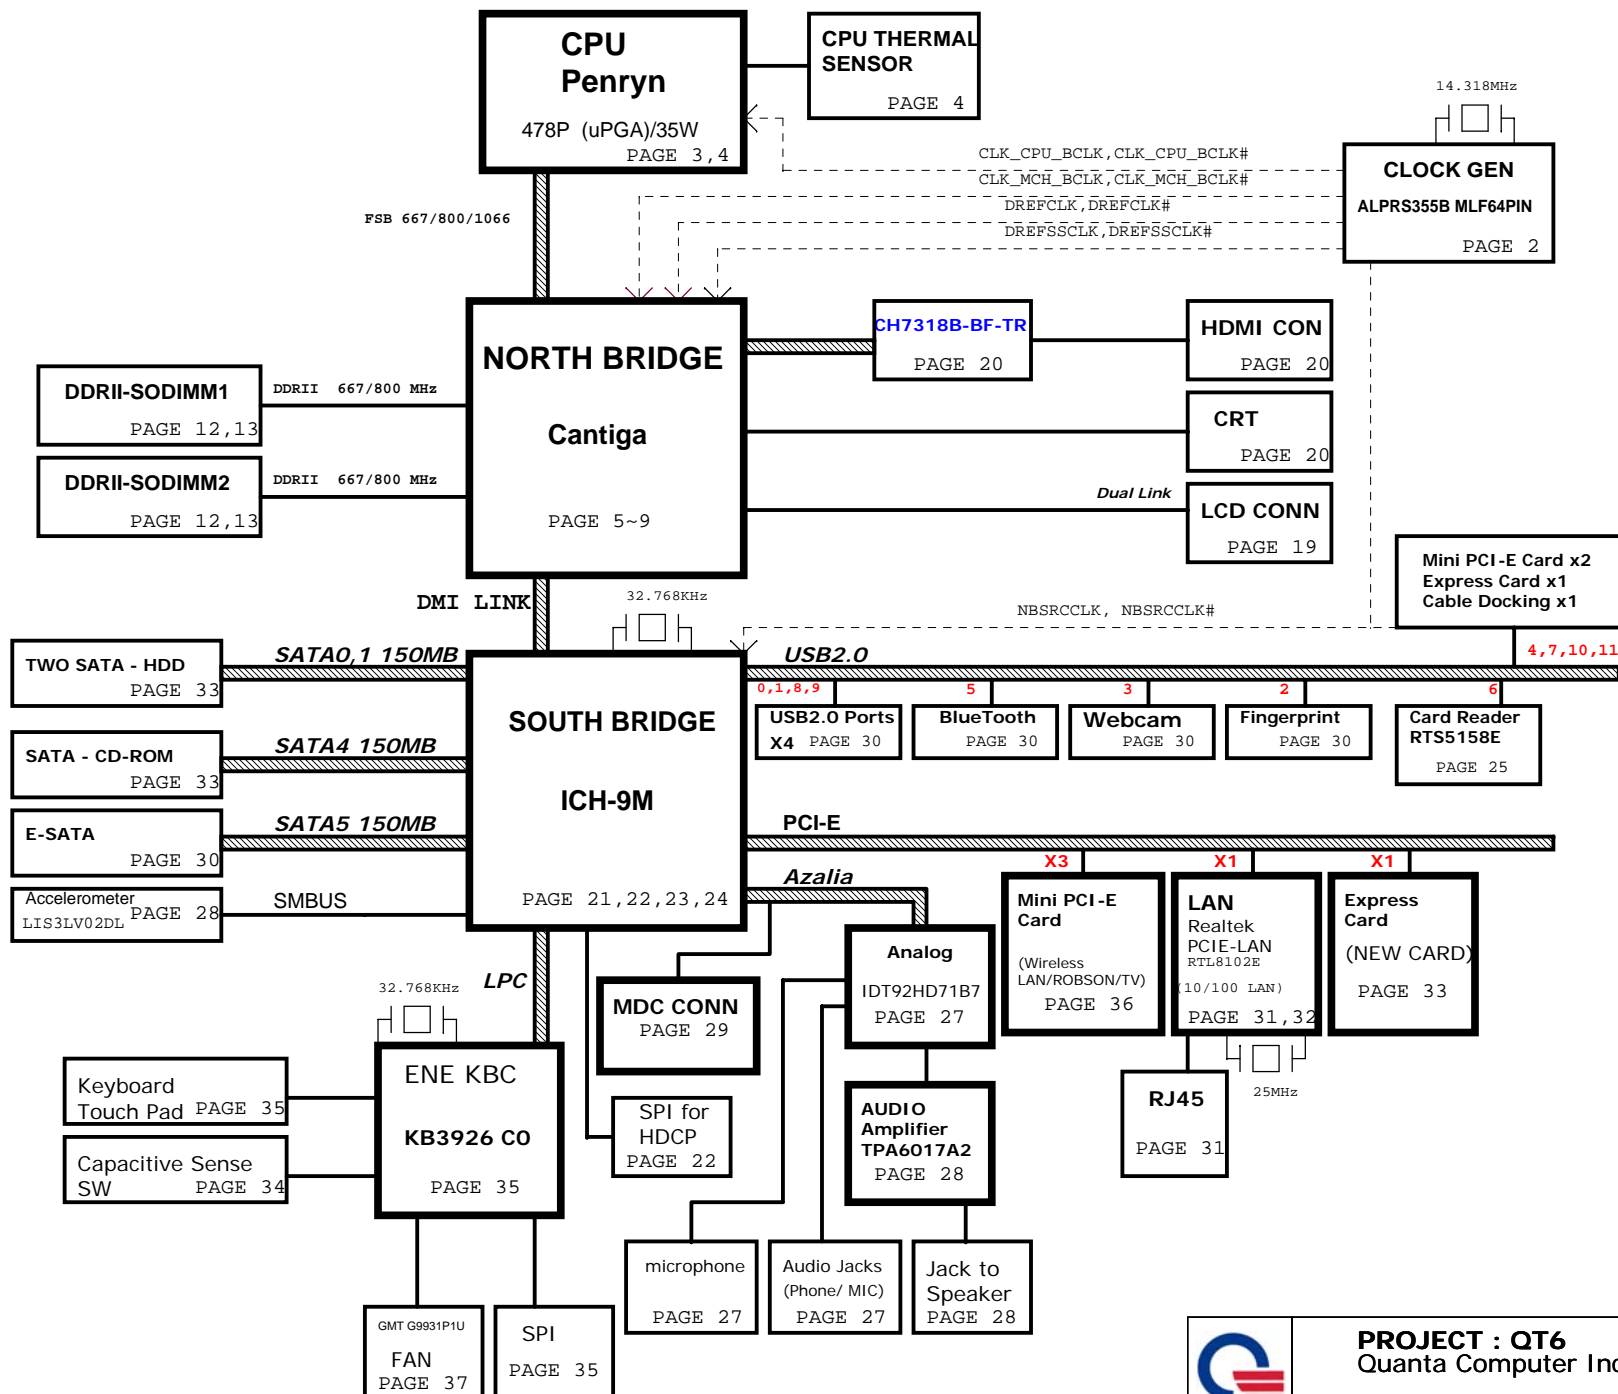 CPU
Penryn
478P (uPGA)/35W
PAGE 3,4
CPU THERMAL
SENSOR
PAGE 4
14.318MHz
CLOCK GEN
ALPRS355B MLF64PIN
PAGE 2
CLK_CPU_BCLK,CLK_CPU_BCLK#
CLK_MCH_BCLK,CLK_MCH_BCLK#
DREFCLK,DREFCLK#
DREFSSCLK,DREFSSCLK#
FSB 667/800/1066
NORTH BRIDGE
Cantiga
PAGE 5~9
CH7318B-BF-TR
PAGE 20
HDMI CON
PAGE 20
CRT
PAGE 20
Dual Link
LCD CONN
PAGE 19
DDRII-SODIMM1
PAGE 12,13
DDRII 667/800 MHz
DDRII-SODIMM2
PAGE 12,13
DDRII 667/800 MHz
Mini PCI-E Card x2
Express Card x1
Cable Docking x1
4,7,10,11
DMI LINK
32.768KHz
NBSRCCLK, NBSRCCLK#
TWO SATA - HDD
PAGE 33
SATA0,1 150MB
SATA - CD-ROM
PAGE 33
SATA4 150MB
E-SATA
PAGE 30
SATA5 150MB
Accelerometer
LIS3LV02DL
PAGE 28
SMBUS
SOUTH BRIDGE
ICH-9M
PAGE 21,22,23,24
USB2.0
0,1,8,9
USB2.0 Ports
X4 PAGE 30
5
BlueTooth
PAGE 30
3
Webcam
PAGE 30
2
Fingerprint
PAGE 30
6
Card Reader
RTS5158E
PAGE 25
PCI-E
X3
Mini PCI-E
Card
(Wireless
LAN/ROBSON/TV)
PAGE 36
X1
LAN
Realtek
PCIE-LAN
RTL8102E
(10/100 LAN)
PAGE 31,32
X1
Express
Card
(NEW CARD)
PAGE 33
25MHz
RJ45
PAGE 31
Azalia
MDC CONN
PAGE 29
Analog
IDT92HD71B7
PAGE 27
AUDIO
Amplifier
TPA6017A2
PAGE 28
LPC
32.768KHz
ENE KBC
KB3926 C0
PAGE 35
SPI for
HDCP
PAGE 22
Keyboard
Touch Pad PAGE 35
Capacitive Sense
SW PAGE 34
microphone
PAGE 27
Audio Jacks
(Phone/ MIC)
PAGE 27
Jack to
Speaker
PAGE 28
GMT G9931P1U
FAN
PAGE 37
SPI
PAGE 35
PROJECT : QT6
Quanta Computer Inc